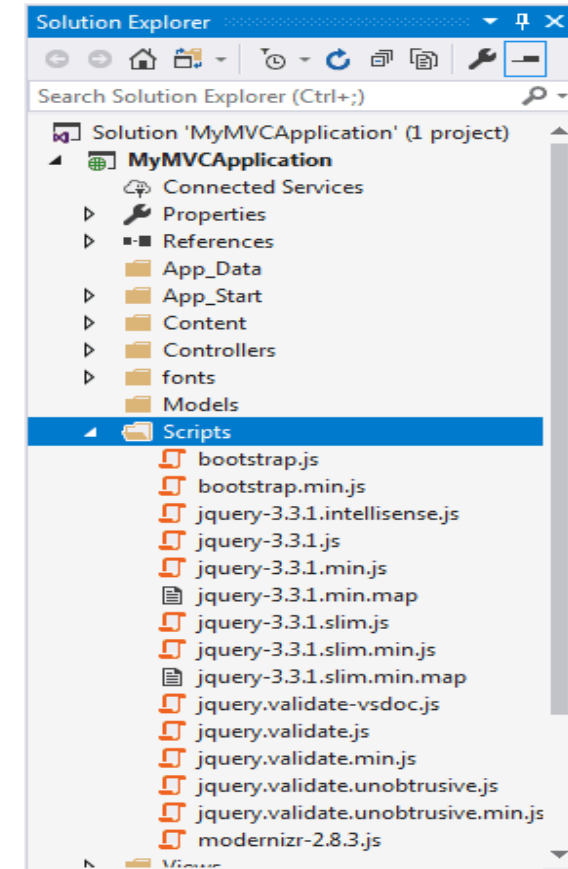 Solution Explorer
Search Solution Explorer (Ctrl+;)
Solution 'MyMVCApplication' (1 project)
MyMVCApplication
Connected Services
Properties
References
App_Data
App_Start
Content
Controllers
fonts
Models
Scripts
bootstrap.js
bootstrap.min.js
jquery-3.3.1.intellisense.js
jquery-3.3.1.js
jquery-3.3.1.min.js
jquery-3.3.1.min.map
jquery-3.3.1.slim.js
jquery-3.3.1.slim.min.js
jquery-3.3.1.slim.min.map
jquery.validate-vsdoc.js
jquery.validate.js
jquery.validate.min.js
jquery.validate.unobtrusive.js
jquery.validate.unobtrusive.min.js
modernizr-2.8.3.js
Views